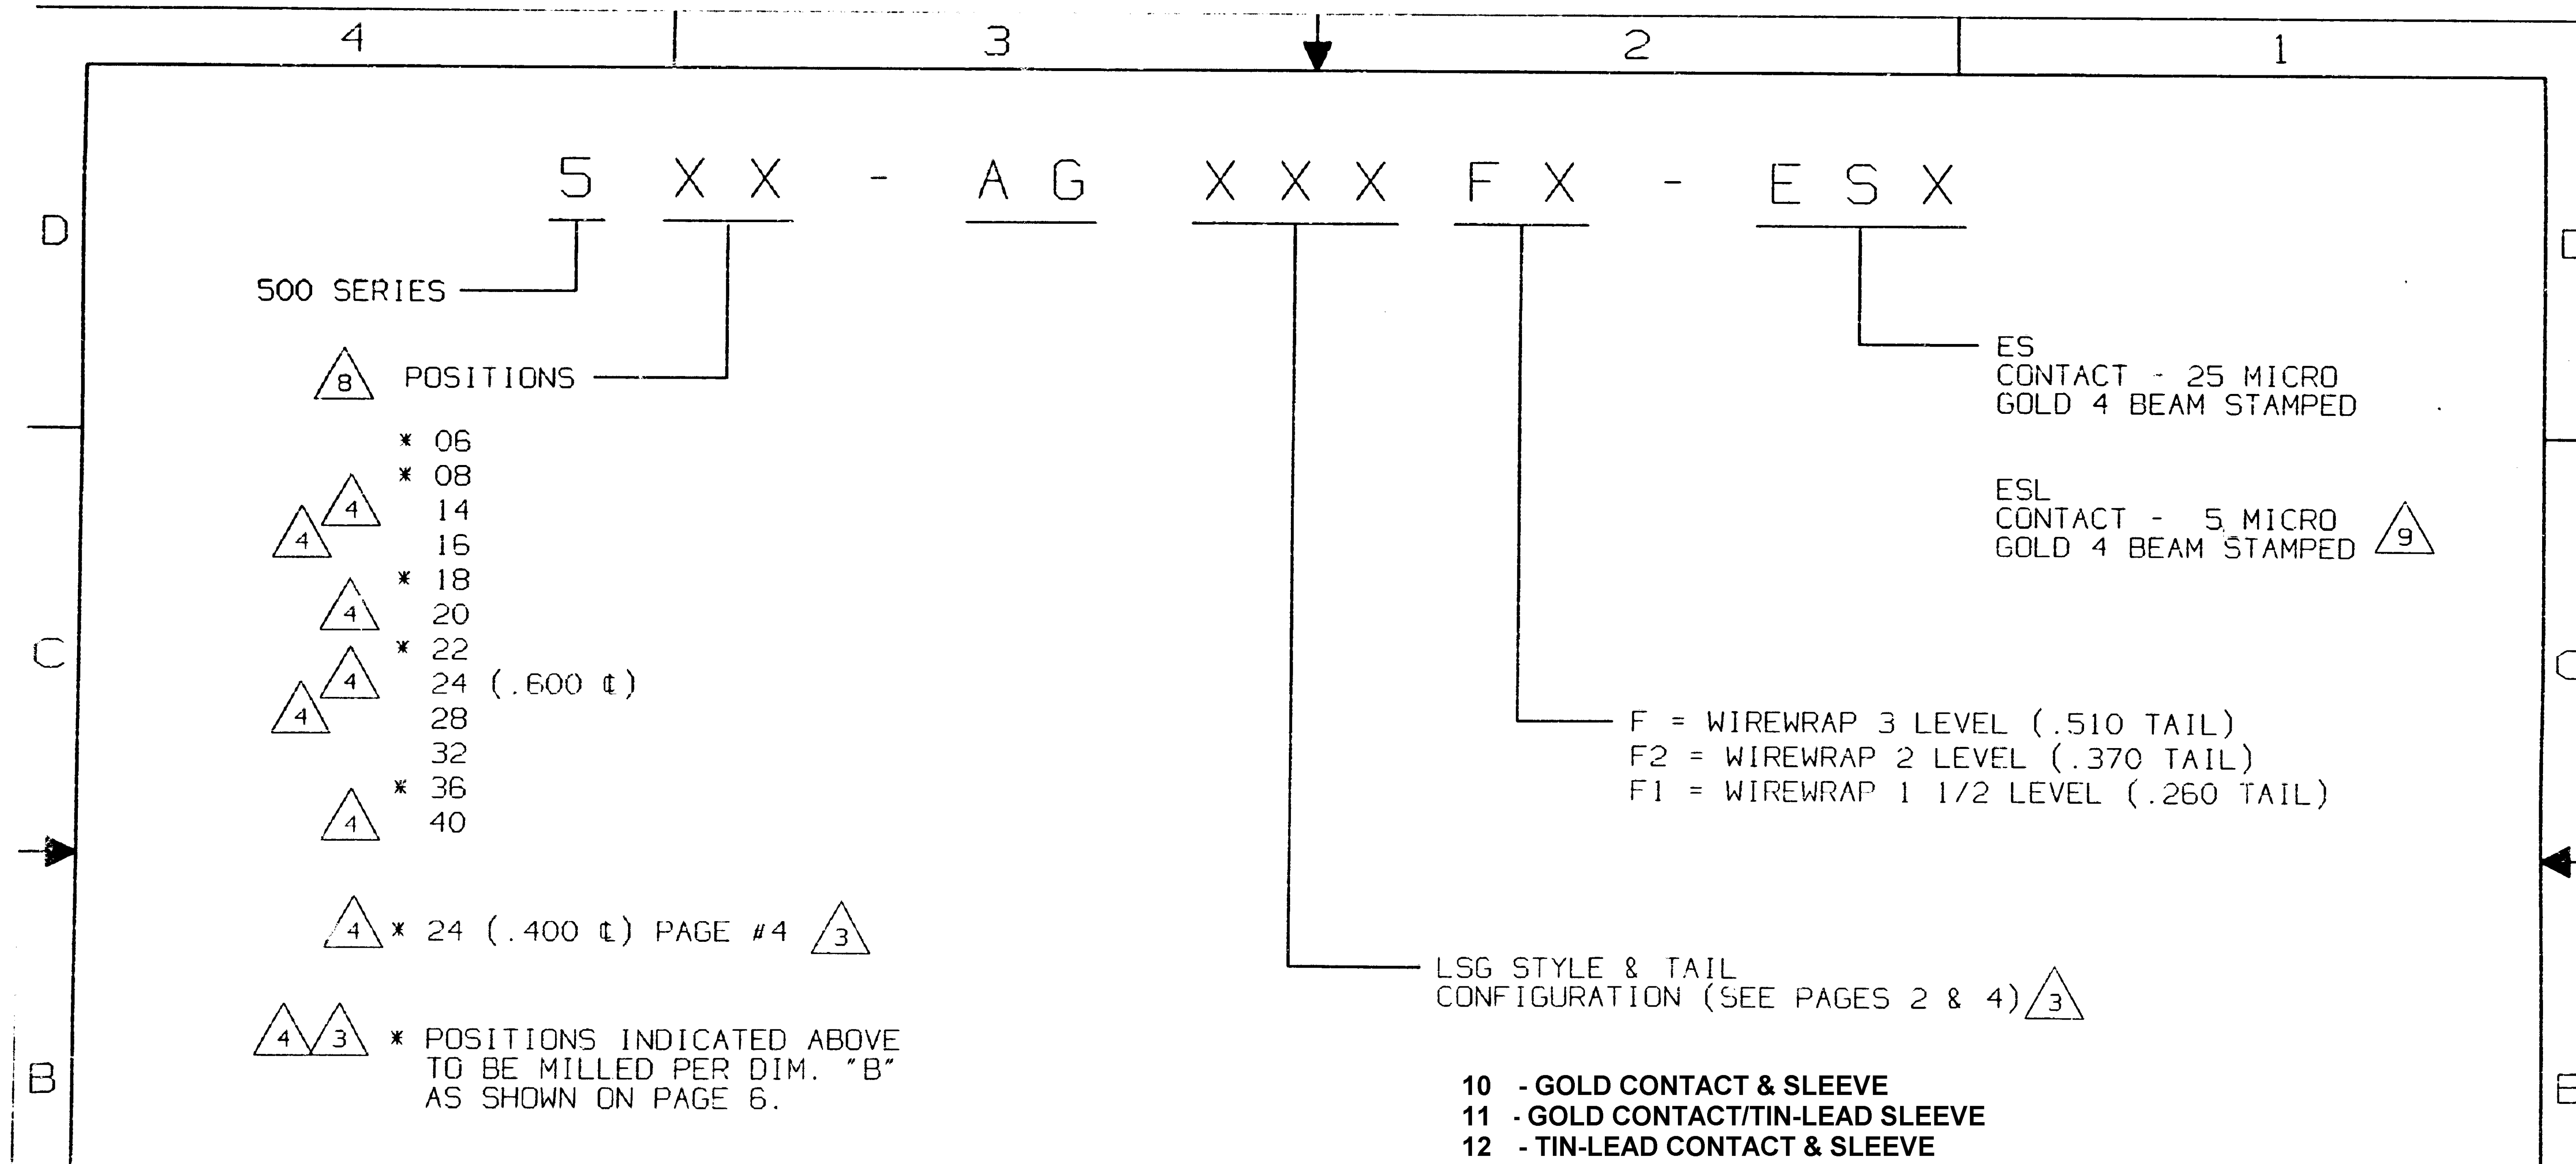 4 3 2 1
5 X X - A G X X X F X - E S X
D
500 SERIES
8 POSITIONS
* 06
* 08
4 14
4 16
* 18
4 20
* 22
4 24 (.600 ℄)
4 28
32
* 36
4 40
4 * 24 (.400 ℄) PAGE #4 3
4 3 * POSITIONS INDICATED ABOVE
TO BE MILLED PER DIM. "B"
AS SHOWN ON PAGE 6.
C
B
ES
CONTACT - 25 MICRO
GOLD 4 BEAM STAMPED
ESL
CONTACT - 5 MICRO
GOLD 4 BEAM STAMPED 9
F = WIREWRAP 3 LEVEL (.510 TAIL)
F2 = WIREWRAP 2 LEVEL (.370 TAIL)
F1 = WIREWRAP 1 1/2 LEVEL (.260 TAIL)
LSG STYLE & TAIL
CONFIGURATION (SEE PAGES 2 & 4) 3
10 - GOLD CONTACT & SLEEVE
11 - GOLD CONTACT/TIN-LEAD SLEEVE
12 - TIN-LEAD CONTACT & SLEEVE